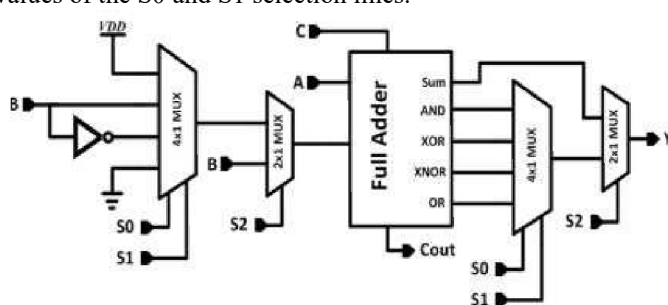 values of the S0 and S1 selection lines.
VDD
C
B
A
4x1 MUX
2x1 MUX
B
S0
S1
S2
Full Adder
Sum
AND
XOR
XNOR
OR
Cout
4x1 MUX
2x1 MUX
Y
S2
S0
S1